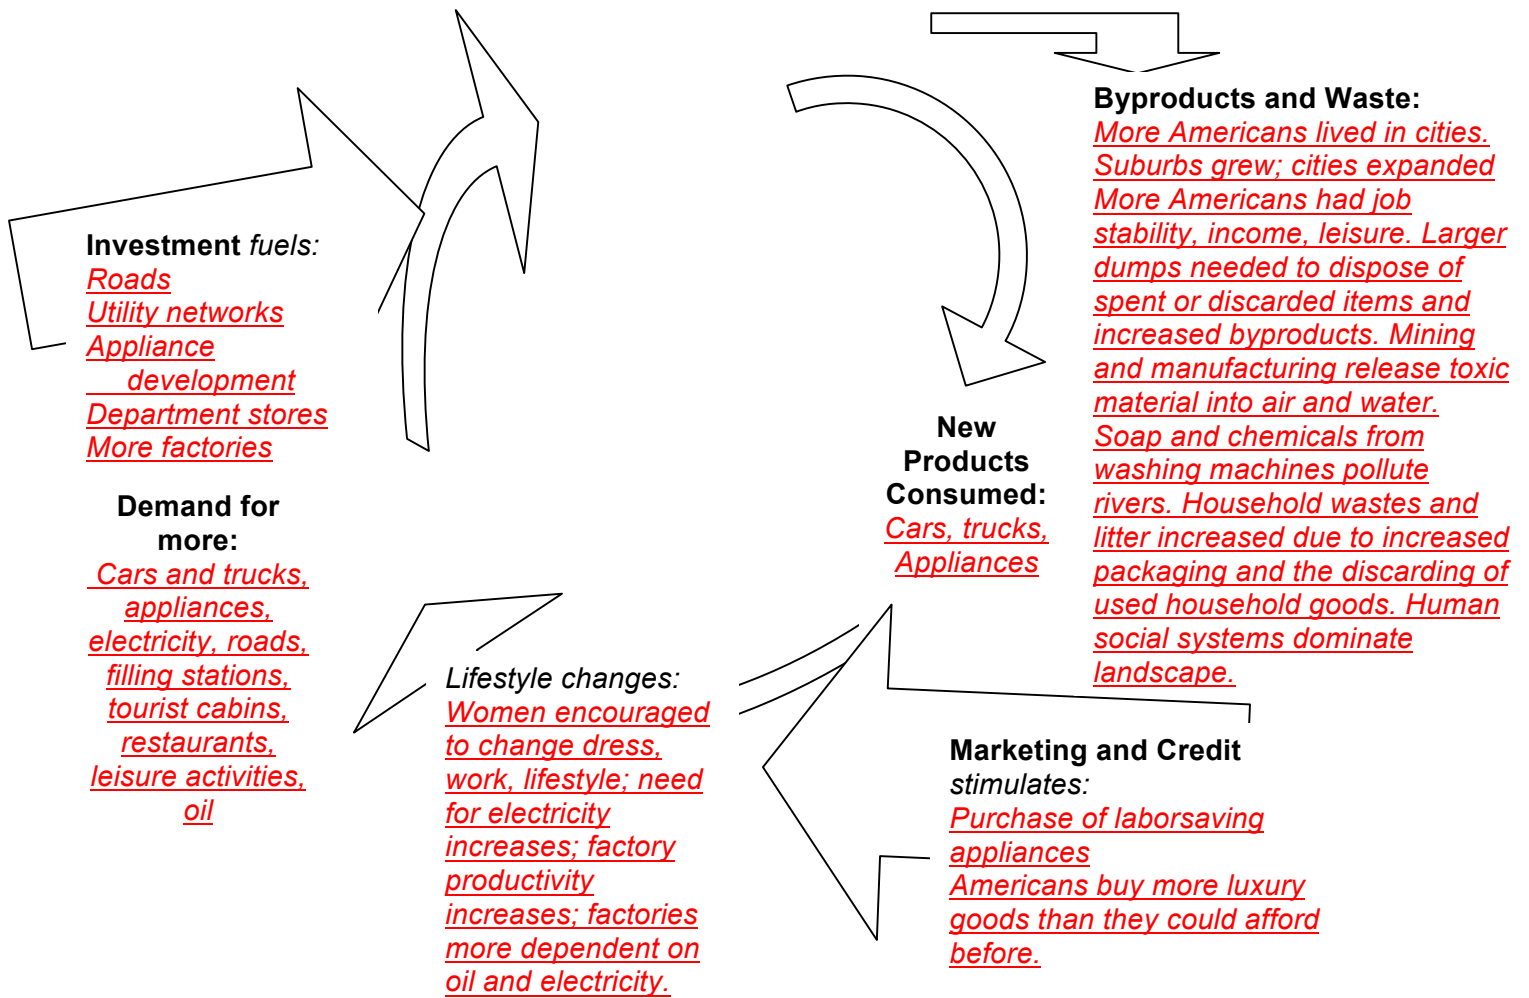 Investment fuels:
Roads
Utility networks
Appliance
development
Department stores
More factories
Demand for
more:
Cars and trucks,
appliances,
electricity, roads,
filling stations,
tourist cabins,
restaurants,
leisure activities,
oil
Lifestyle changes:
Women encouraged
to change dress,
work, lifestyle; need
for electricity
increases; factory
productivity
increases; factories
more dependent on
oil and electricity.
New
Products
Consumed:
Cars, trucks,
Appliances
Byproducts and Waste:
More Americans lived in cities.
Suburbs grew; cities expanded
More Americans had job
stability, income, leisure. Larger
dumps needed to dispose of
spent or discarded items and
increased byproducts. Mining
and manufacturing release toxic
material into air and water.
Soap and chemicals from
washing machines pollute
rivers. Household wastes and
litter increased due to increased
packaging and the discarding of
used household goods. Human
social systems dominate
landscape.
Marketing and Credit
stimulates:
Purchase of laborsaving
appliances
Americans buy more luxury
goods than they could afford
before.